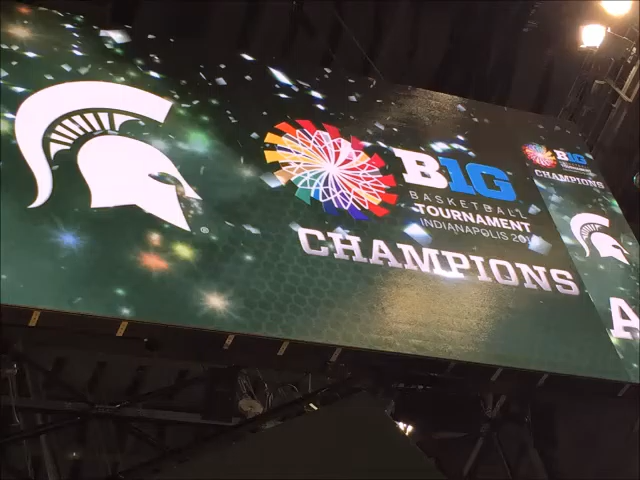 ®
B1G
BASKETBALL
TOURNAMENT
INDIANAPOLIS
CHAMPIONS
B1G
CHAMPIONS
A